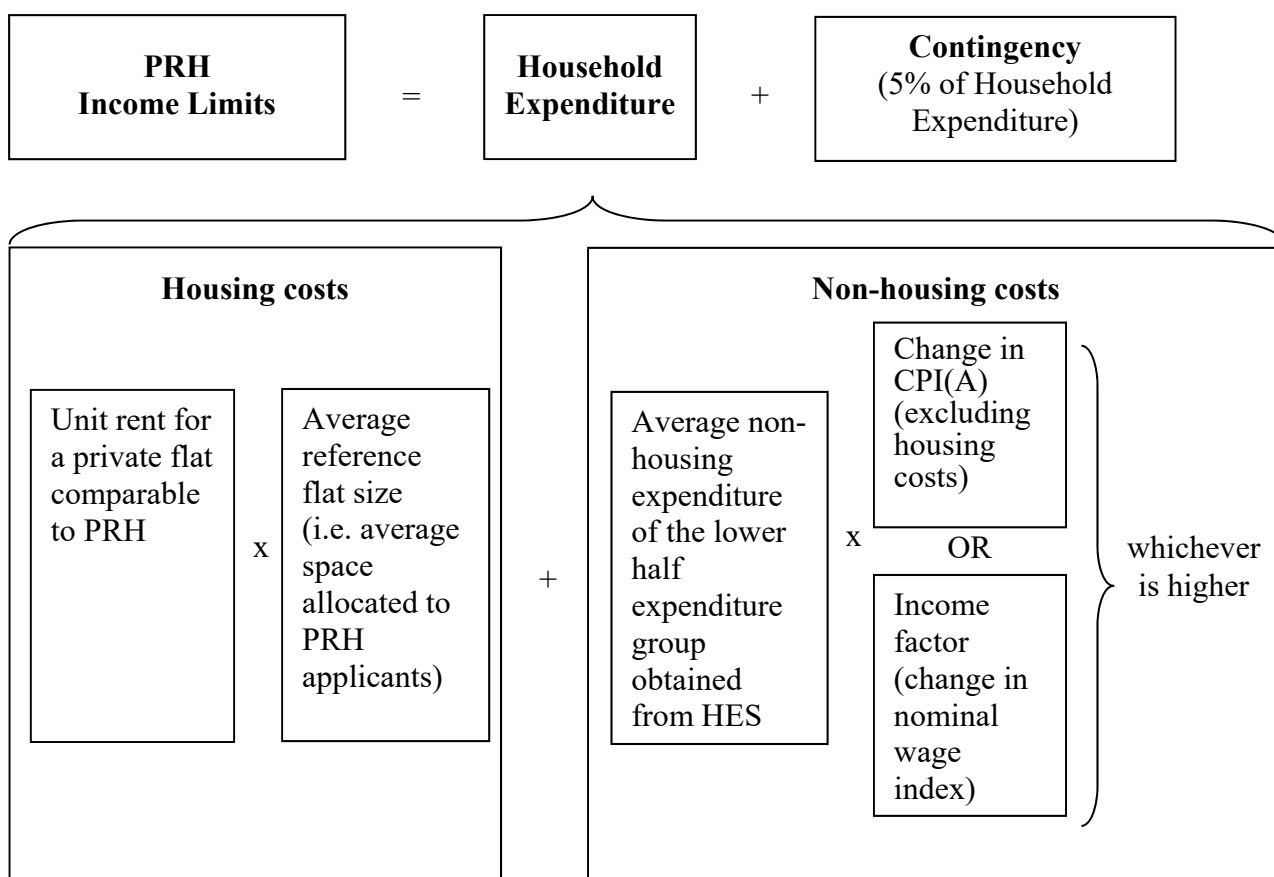 PRH
Income Limits
=
Household
Expenditure
+
Contingency
(5% of Household
Expenditure)
Housing costs
Unit rent for
a private flat
comparable
to PRH
x
Average
reference
flat size
(i.e. average
space
allocated to
PRH
applicants)
+
Non-housing costs
Average non-
housing
expenditure
of the lower
half
expenditure
group
obtained
from HES
x
Change in
CPI(A)
(excluding
housing
costs)
OR
Income
factor
(change in
nominal
wage
index)
whichever
is higher